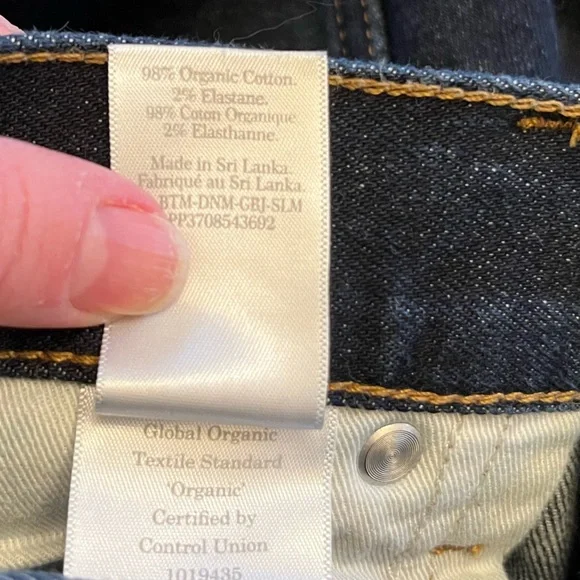 98% Organic Cotton.
2% Elastane.
98% Coton Organique
2% Elasthanne.
Made in Sri Lanka.
Fabriqué au Sri Lanka.
BTM-DNM-GBJ-SLM
PP3708543692
Global Organic
Textile Standard
'Organic'
Certified by
Control Union
1019435